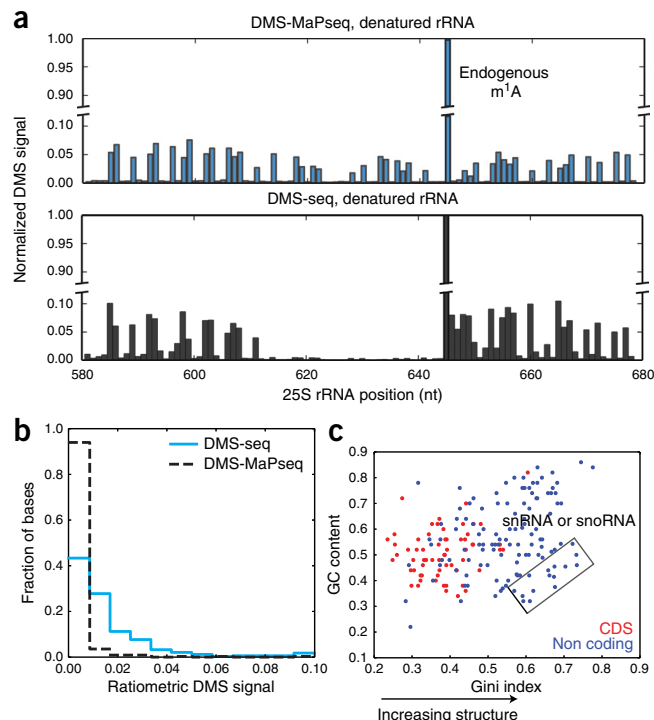 a
DMS-MaPseq, denatured rRNA
1.00
0.95
0.90
0.10
0.05
0.00
Endogenous
m¹A
Normalized DMS signal
DMS-seq, denatured rRNA
1.00
0.95
0.90
0.10
0.05
0.00
580 600 620 640 660 680
25S rRNA position (nt)
b
1.0
0.8
0.6
0.4
0.2
0.0
Fraction of bases
DMS-seq
DMS-MaPseq
0.00 0.02 0.04 0.06 0.08 0.10
Ratiometric DMS signal
c
0.9
0.8
0.7
0.6
0.5
0.4
0.3
0.2
0.1
GC content
snRNA or snoRNA
CDS
Non coding
0.2 0.3 0.4 0.5 0.6 0.7 0.8 0.9
Gini index
Increasing structure